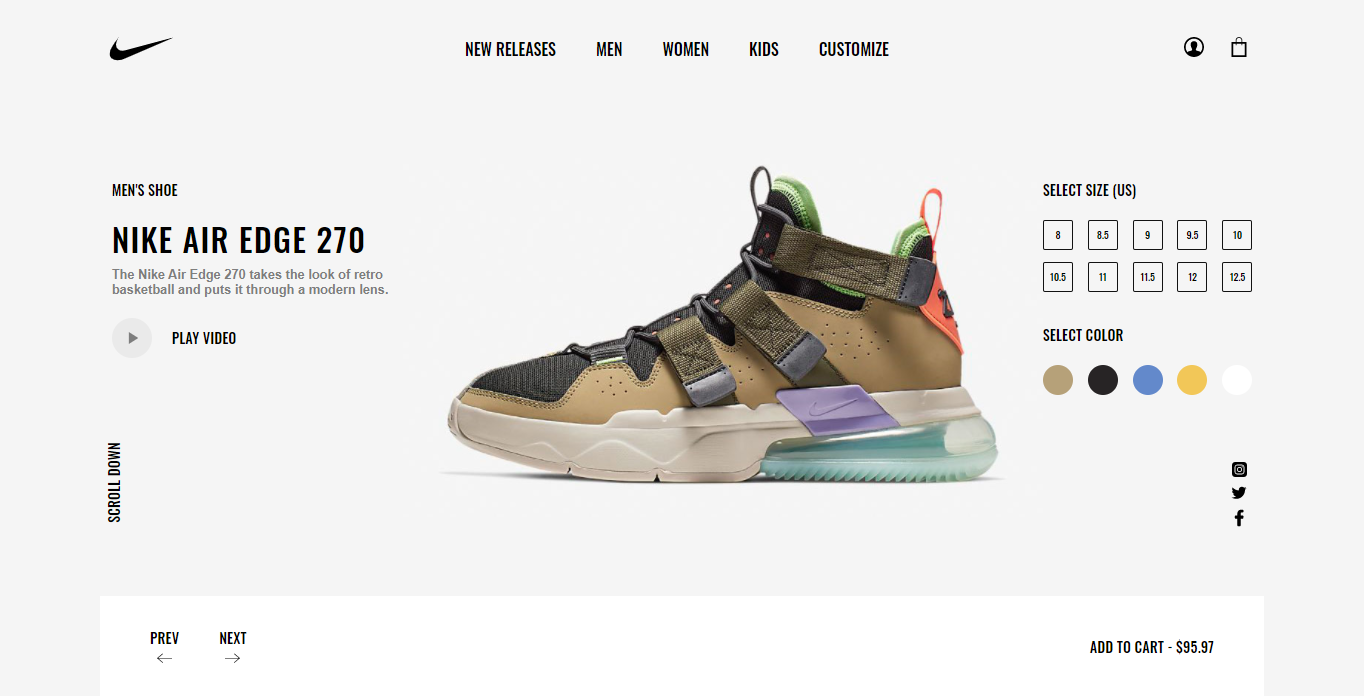 NEW RELEASES MEN WOMEN KIDS CUSTOMIZE
MEN'S SHOE
NIKE AIR EDGE 270
The Nike Air Edge 270 takes the look of retro
basketball and puts it through a modern lens.
PLAY VIDEO
SCROLL DOWN
SELECT SIZE (US)
8 8.5 9 9.5 10
10.5 11 11.5 12 12.5
SELECT COLOR
PREV NEXT
ADD TO CART - $95.97